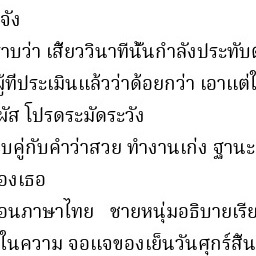 จัง
าบว่า เสี้ยววินาทีนั้นกำลังประทับ
ผู้ที่ประเมินแล้วว่าด้อยกว่า เอาแต่ใ
ผัส โปรดระมัดระวัง
บคู่กับคำว่าสวย ทำงานเก่ง ฐานะ
องเธอ
อนภาษาไทย ชายหนุ่มอธิบายเรีย
ในความ จอแจของเย็นวันศุกร์สิ้น